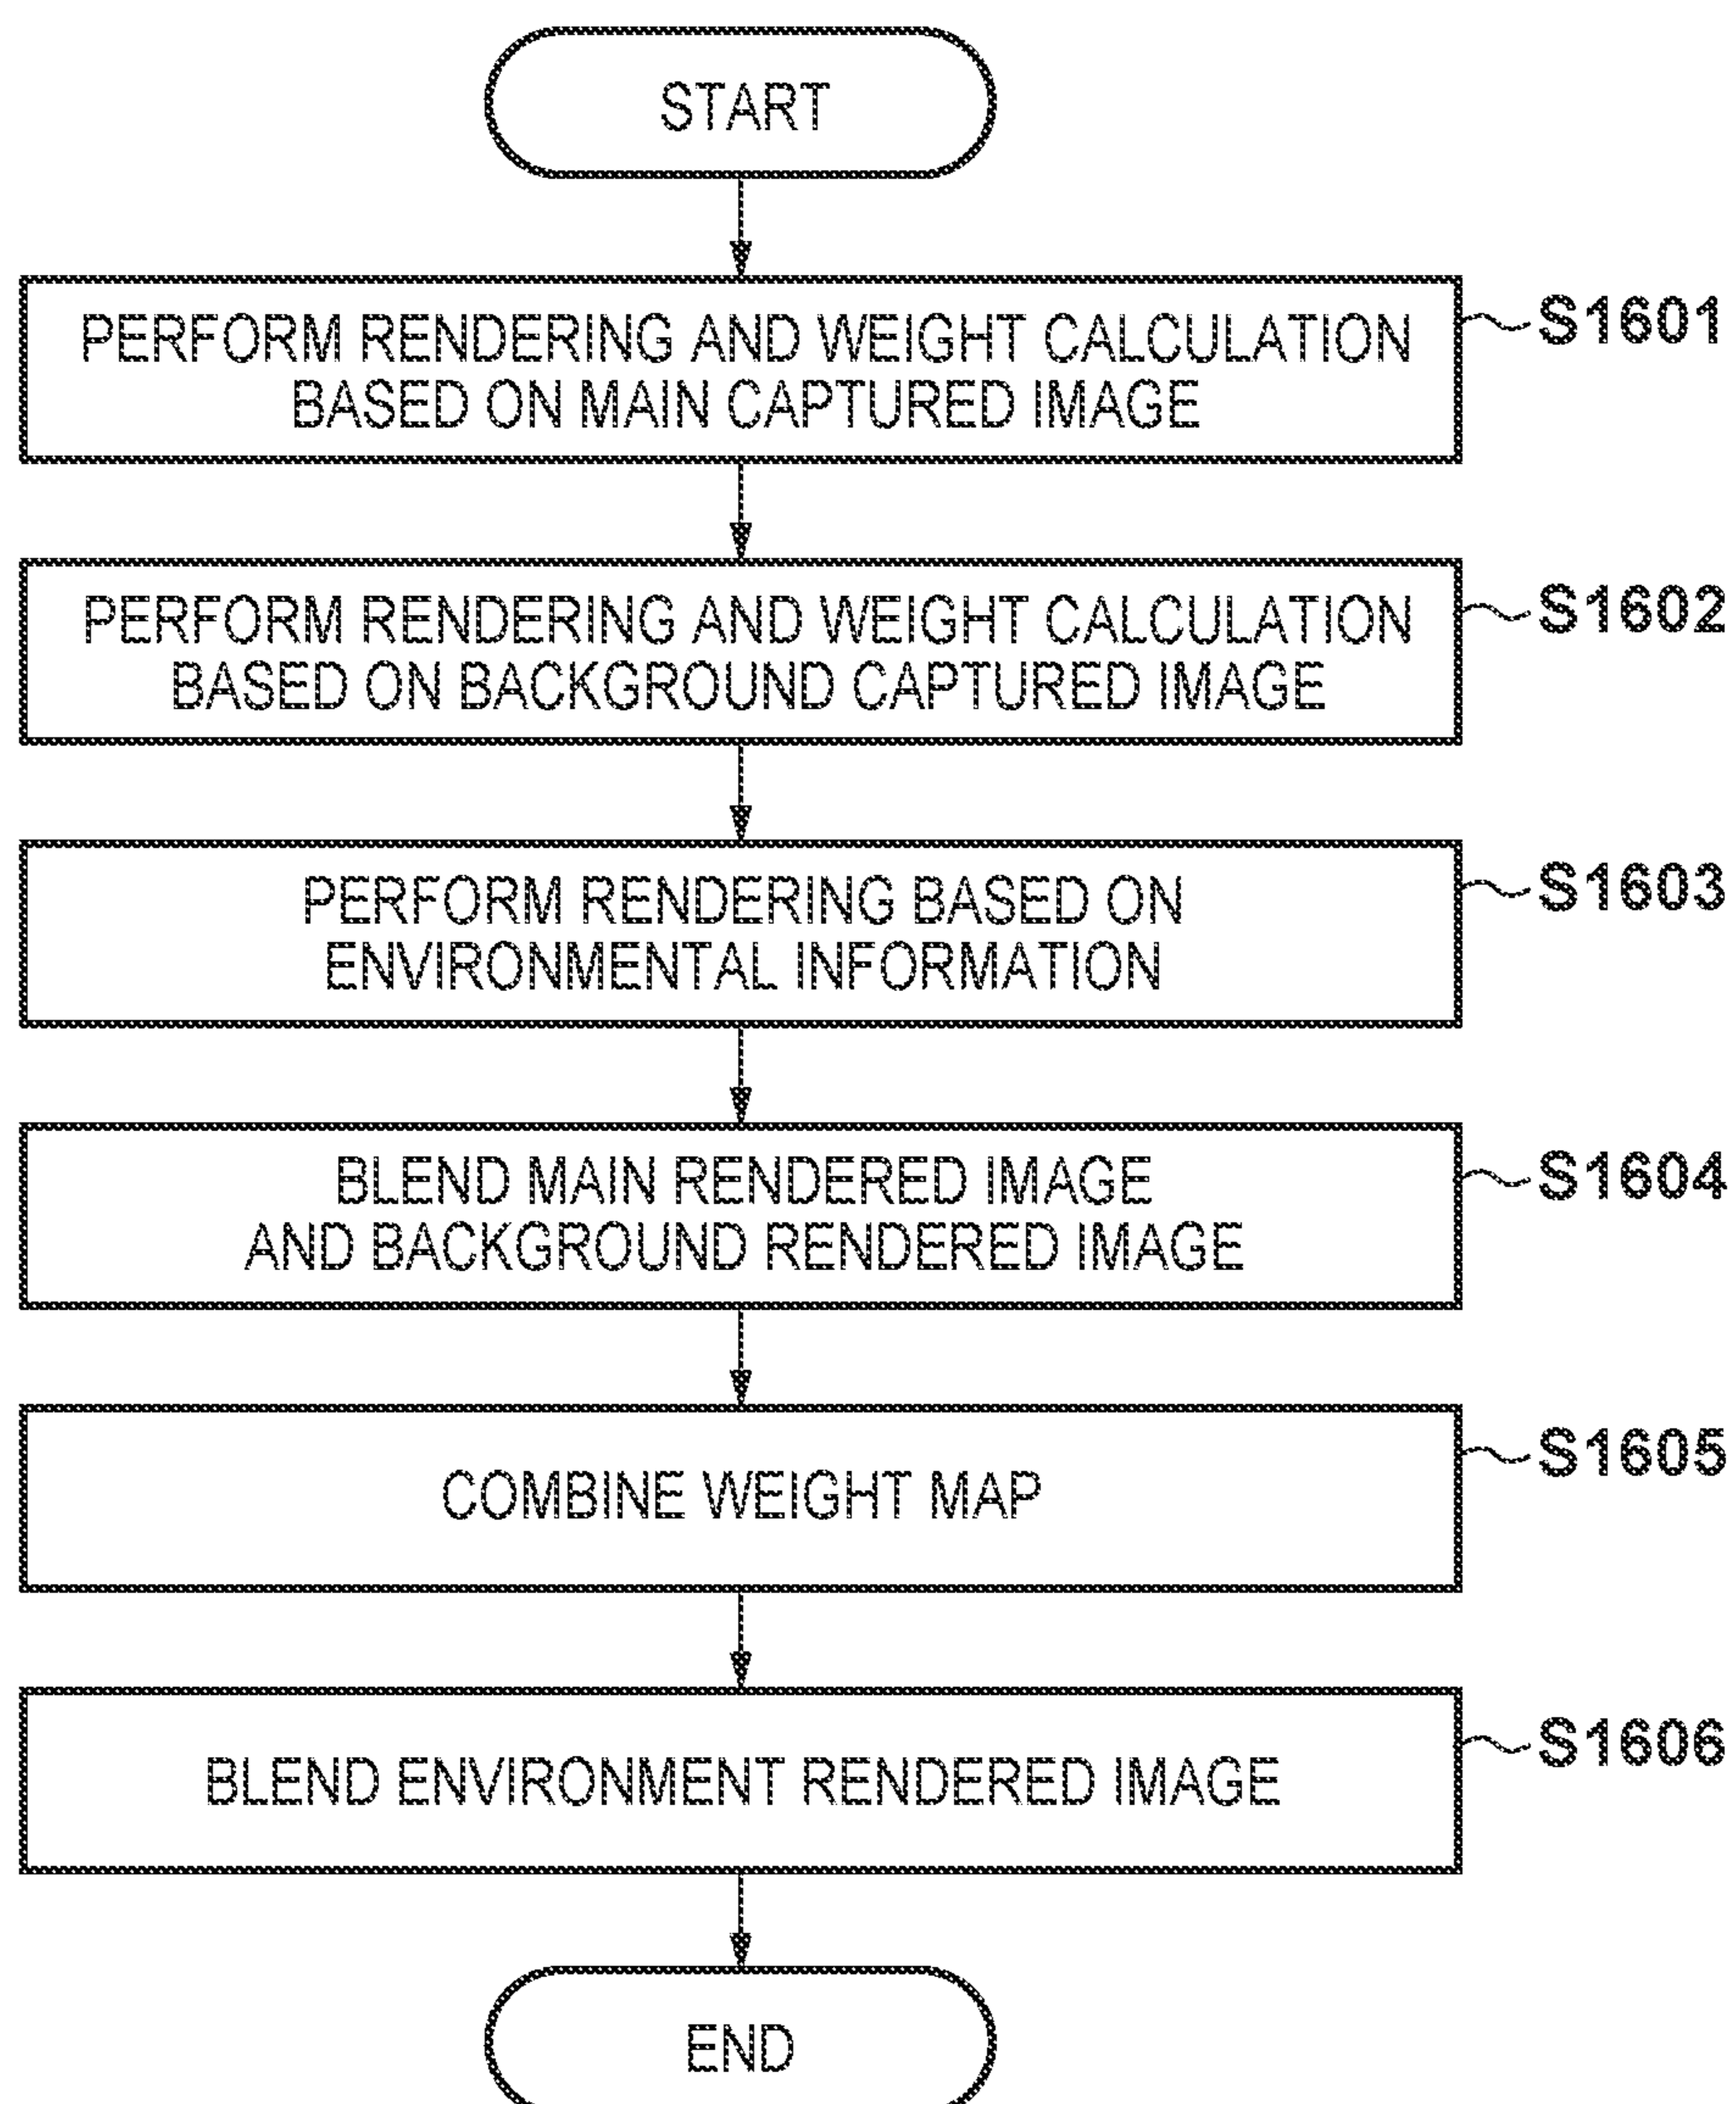 START
PERFORM RENDERING AND WEIGHT CALCULATION
BASED ON MAIN CAPTURED IMAGE
S1601
PERFORM RENDERING AND WEIGHT CALCULATION
BASED ON BACKGROUND CAPTURED IMAGE
S1602
PERFORM RENDERING BASED ON
ENVIRONMENTAL INFORMATION
S1603
BLEND MAIN RENDERED IMAGE
AND BACKGROUND RENDERED IMAGE
S1604
COMBINE WEIGHT MAP
S1605
BLEND ENVIRONMENT RENDERED IMAGE
S1606
END